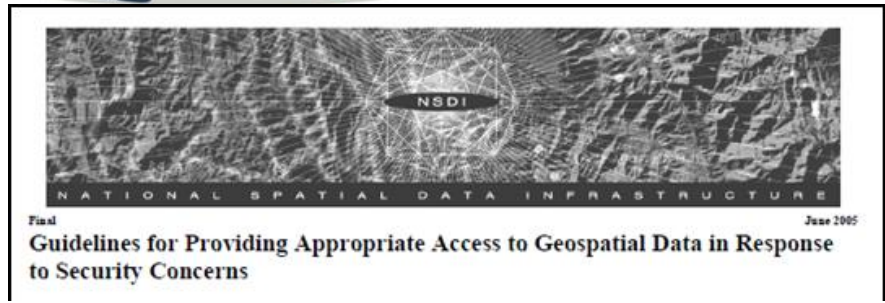 NSDI
NATIONAL SPATIAL DATA INFRASTRUCTURE
Final June 2005
Guidelines for Providing Appropriate Access to Geospatial Data in Response
to Security Concerns